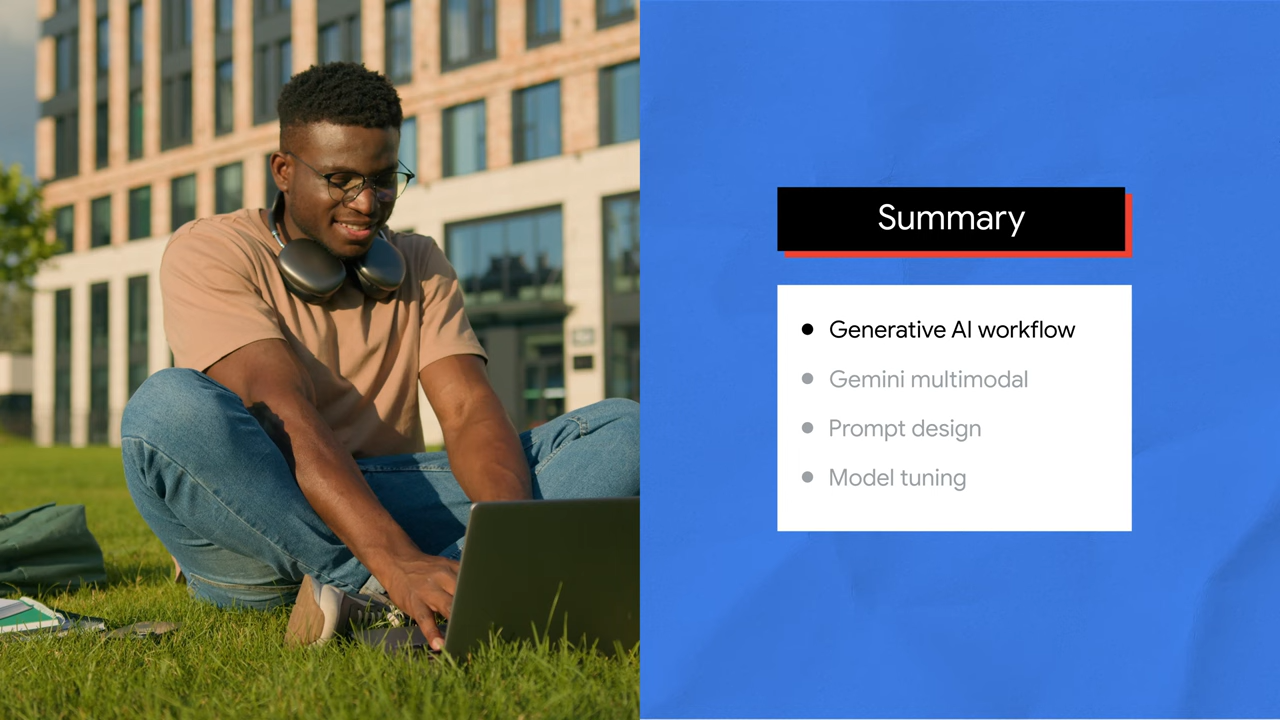 Summary
Generative AI workflow
Gemini multimodal
Prompt design
Model tuning